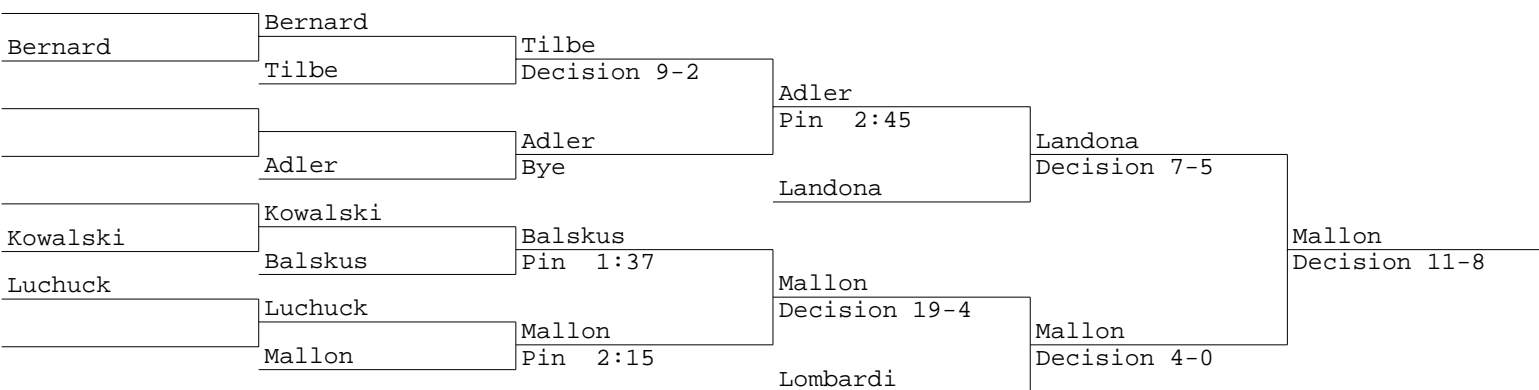 Bernard
Bernard
Tilbe
Tilbe
Decision 9-2
Adler
Pin 2:45
Adler
Adler
Bye
Landona
Decision 7-5
Landona
Kowalski
Kowalski
Balskus
Balskus
Pin 1:37
Mallon
Decision 11-8
Luchuck
Luchuck
Mallon
Mallon
Pin 2:15
Mallon
Decision 19-4
Mallon
Decision 4-0
Lombardi